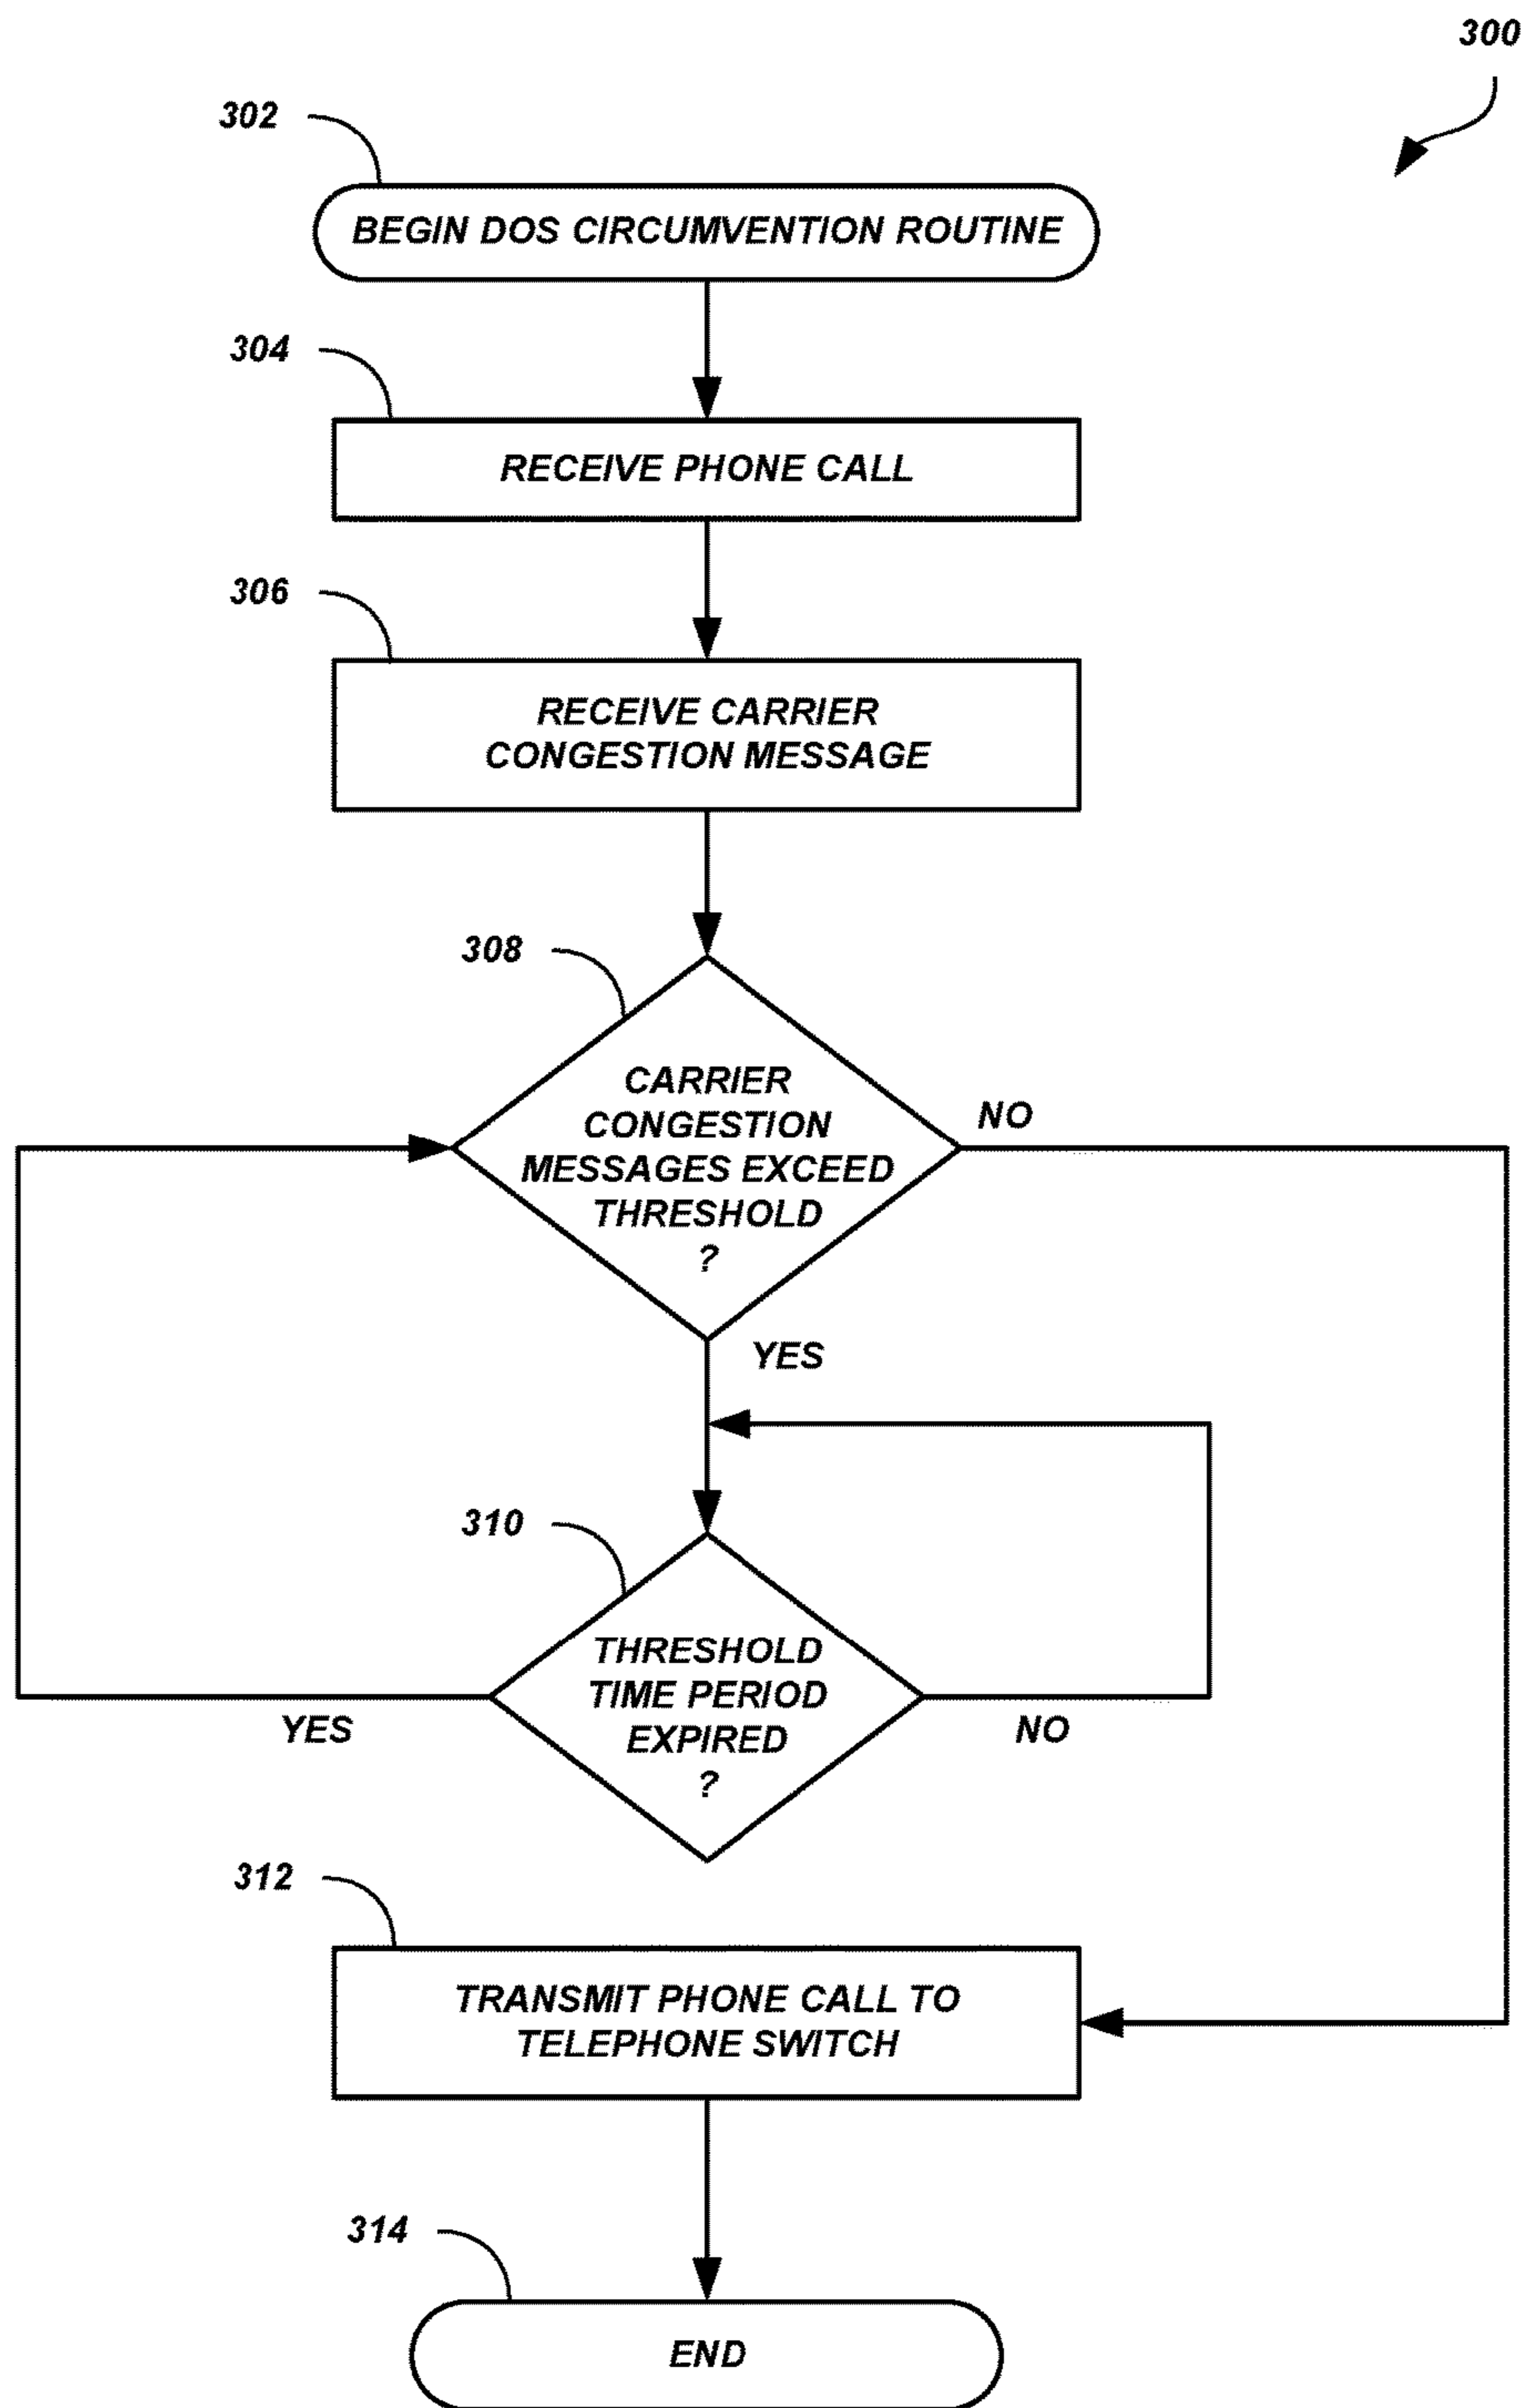 300
302
BEGIN DOS CIRCUMVENTION ROUTINE
304
RECEIVE PHONE CALL
306
RECEIVE CARRIER
CONGESTION MESSAGE
308
CARRIER
CONGESTION
MESSAGES EXCEED
THRESHOLD
?
NO
YES
310
THRESHOLD
TIME PERIOD
EXPIRED
?
YES
NO
312
TRANSMIT PHONE CALL TO
TELEPHONE SWITCH
314
END